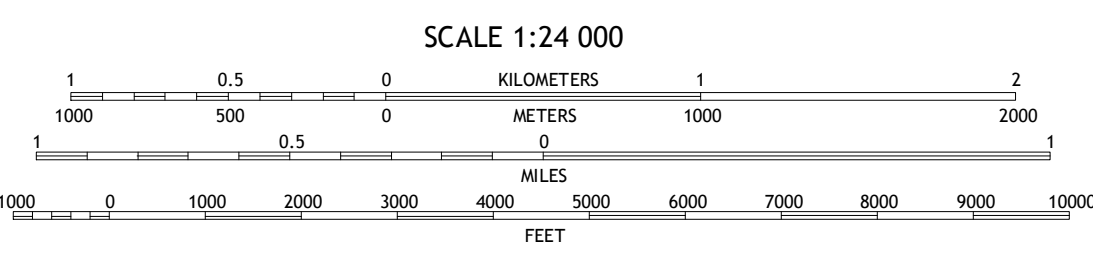 SCALE 1:24 000
1 0.5 0 KILOMETERS 1 2
1000 500 0 METERS 1000 2000
1 0.5 0 1
MILES
1000 0 1000 2000 3000 4000 5000 6000 7000 8000 9000 10000
FEET